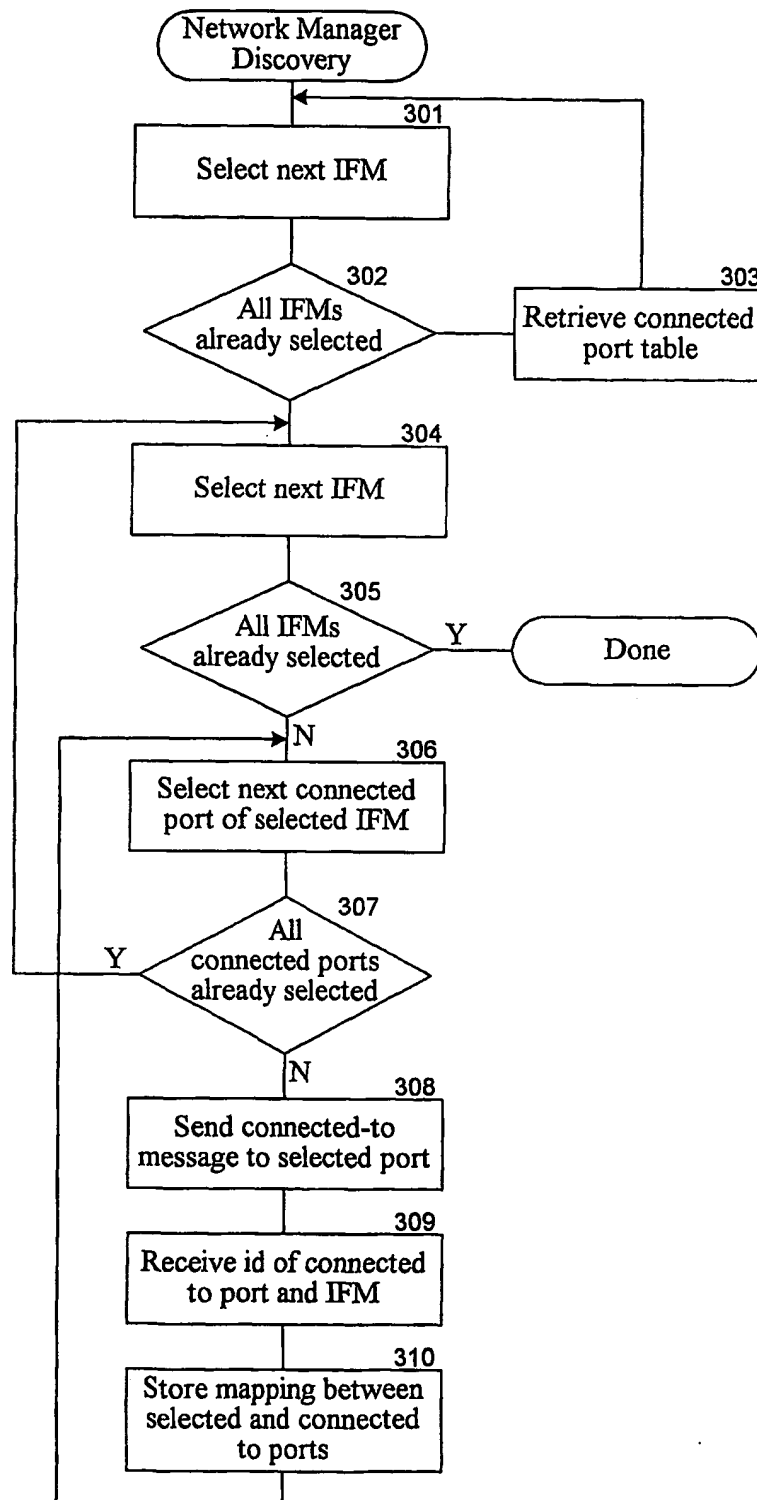 Network Manager
Discovery
301
Select next IFM
302
All IFMs
already selected
303
Retrieve connected
port table
304
Select next IFM
305
All IFMs
already selected
Y
Done
N
306
Select next connected
port of selected IFM
307
All
connected ports
already selected
Y
N
308
Send connected-to
message to selected port
309
Receive id of connected
to port and IFM
310
Store mapping between
selected and connected
to ports